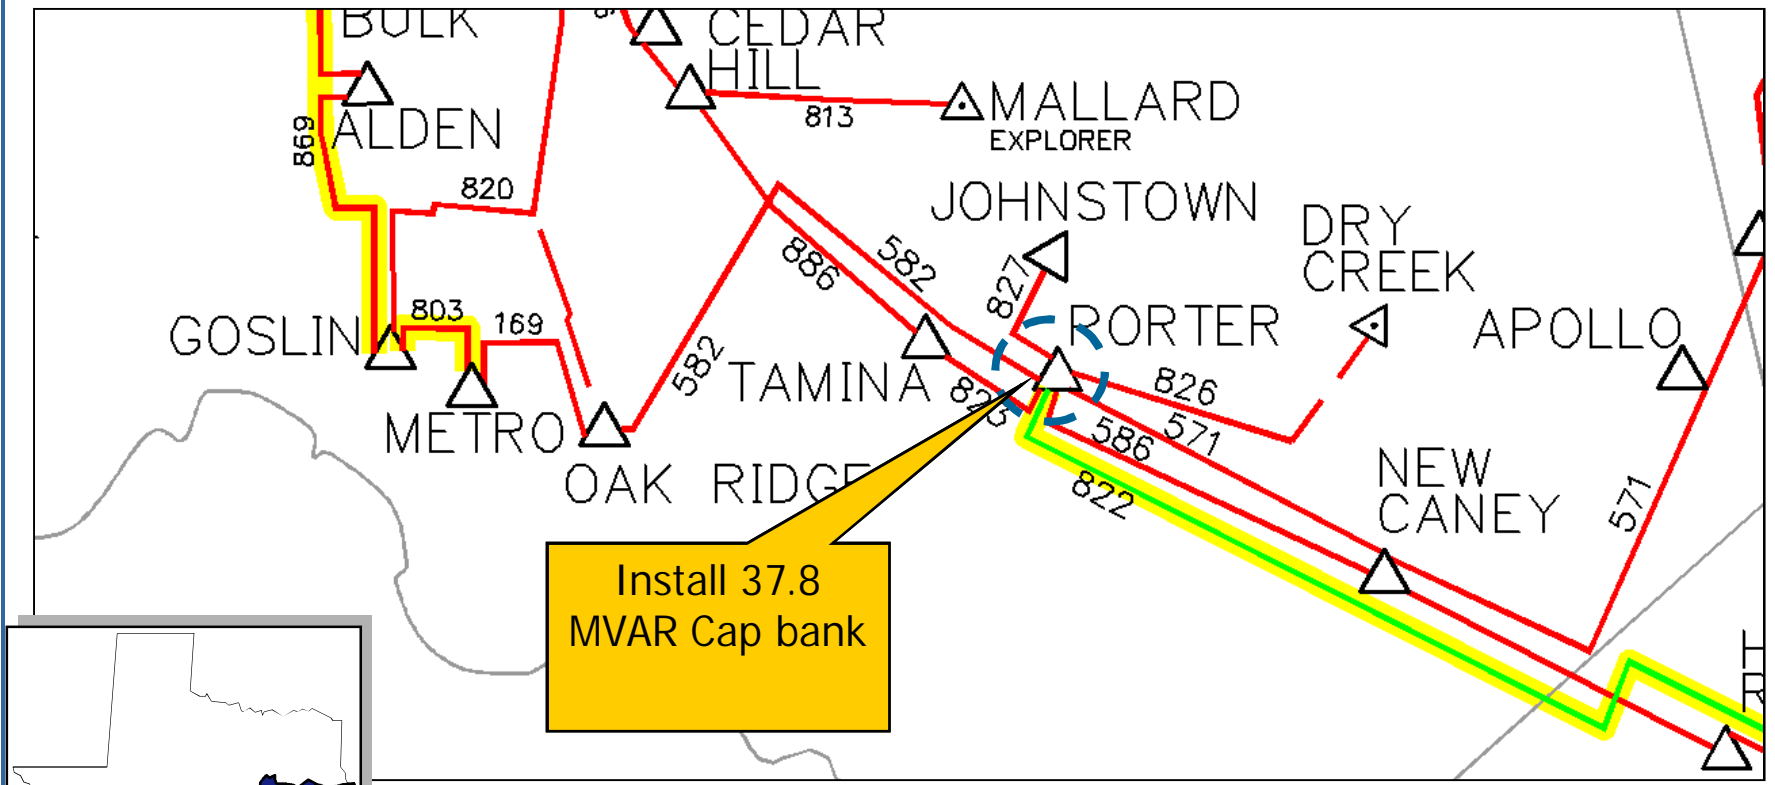 BULK
CEDAR
HILL
ALDEN
869
813
MALLARD
EXPLORER
820
JOHNSTOWN
DRY
CREEK
886
582
827
GOSLIN
803
169
PORTER
APOLLO
582
TAMINA
823
826
METRO
586
571
OAK RIDGE
822
NEW
CANEY
571
Install 37.8
MVAR Cap bank
H
R